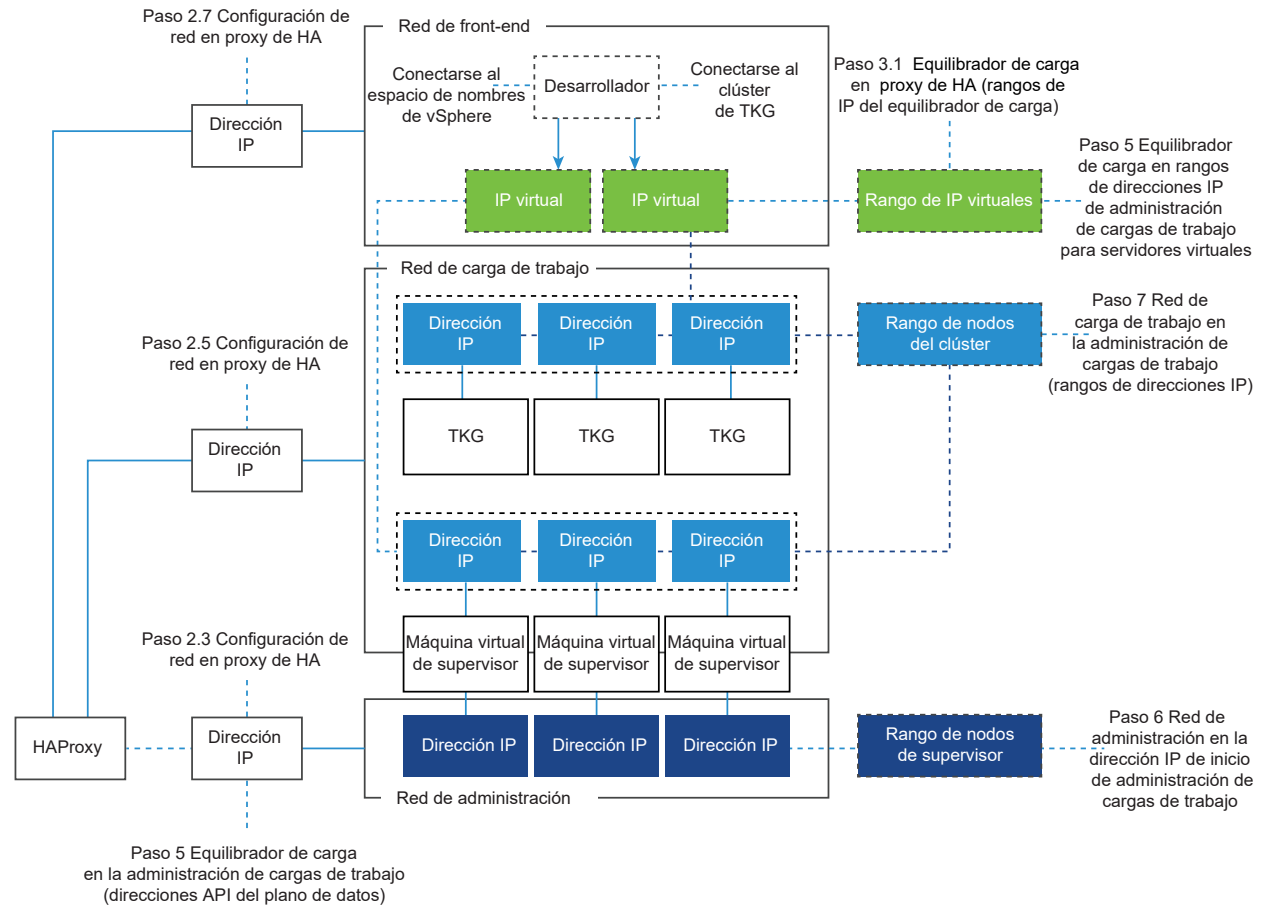 Paso 2.7 Configuración de
red en proxy de HA
Red de front-end
Conectarse al
espacio de nombres
de vSphere
Desarrollador
Conectarse al
clúster
de TKG
Paso 3.1 Equilibrador de carga
en proxy de HA (rangos de
IP del equilibrador de carga)
Dirección
IP
Paso 5 Equilibrador
de carga en rangos
de direcciones IP
de administración
de cargas de trabajo
para servidores virtuales
IP virtual
IP virtual
Rango de IP virtuales
Red de carga de trabajo
Paso 2.5 Configuración de
red en proxy de HA
Dirección
IP
Dirección
IP
Dirección
IP
Rango de nodos
del clúster
Paso 7 Red de
carga de trabajo en
la administración de
cargas de trabajo
(rangos de direcciones IP)
Dirección
IP
TKG
TKG
TKG
Dirección
IP
Dirección
IP
Dirección
IP
Paso 2.3 Configuración de
red en proxy de HA
Máquina virtual
de supervisor
Máquina virtual
de supervisor
Máquina virtual
de supervisor
HAProxy
Dirección
IP
Dirección IP
Dirección IP
Dirección IP
Rango de nodos
de supervisor
Paso 6 Red de
administración en la
dirección IP de inicio
de administración de
cargas de trabajo
Red de administración
Paso 5 Equilibrador de carga
en la administración de cargas de trabajo
(direcciones API del plano de datos)